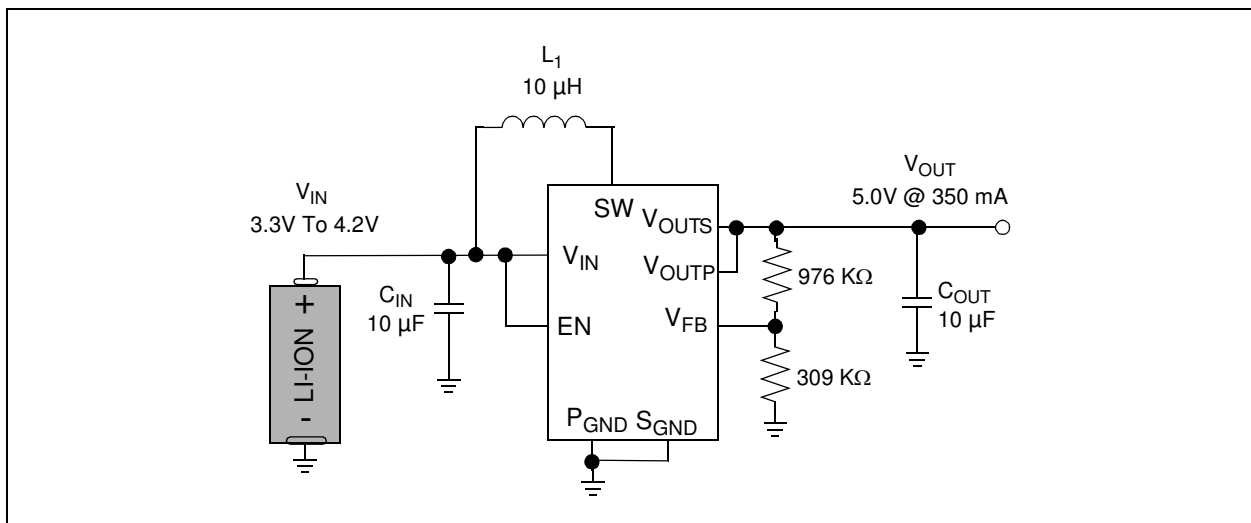 L1
10 µH
VIN
3.3V To 4.2V
VOUT
5.0V @ 350 mA
SW
VOUTS
VIN
VOUTP
976 KΩ
CIN
10 µF
COUT
10 µF
EN
VFB
309 KΩ
+
LI-ION
-
PGND SGND